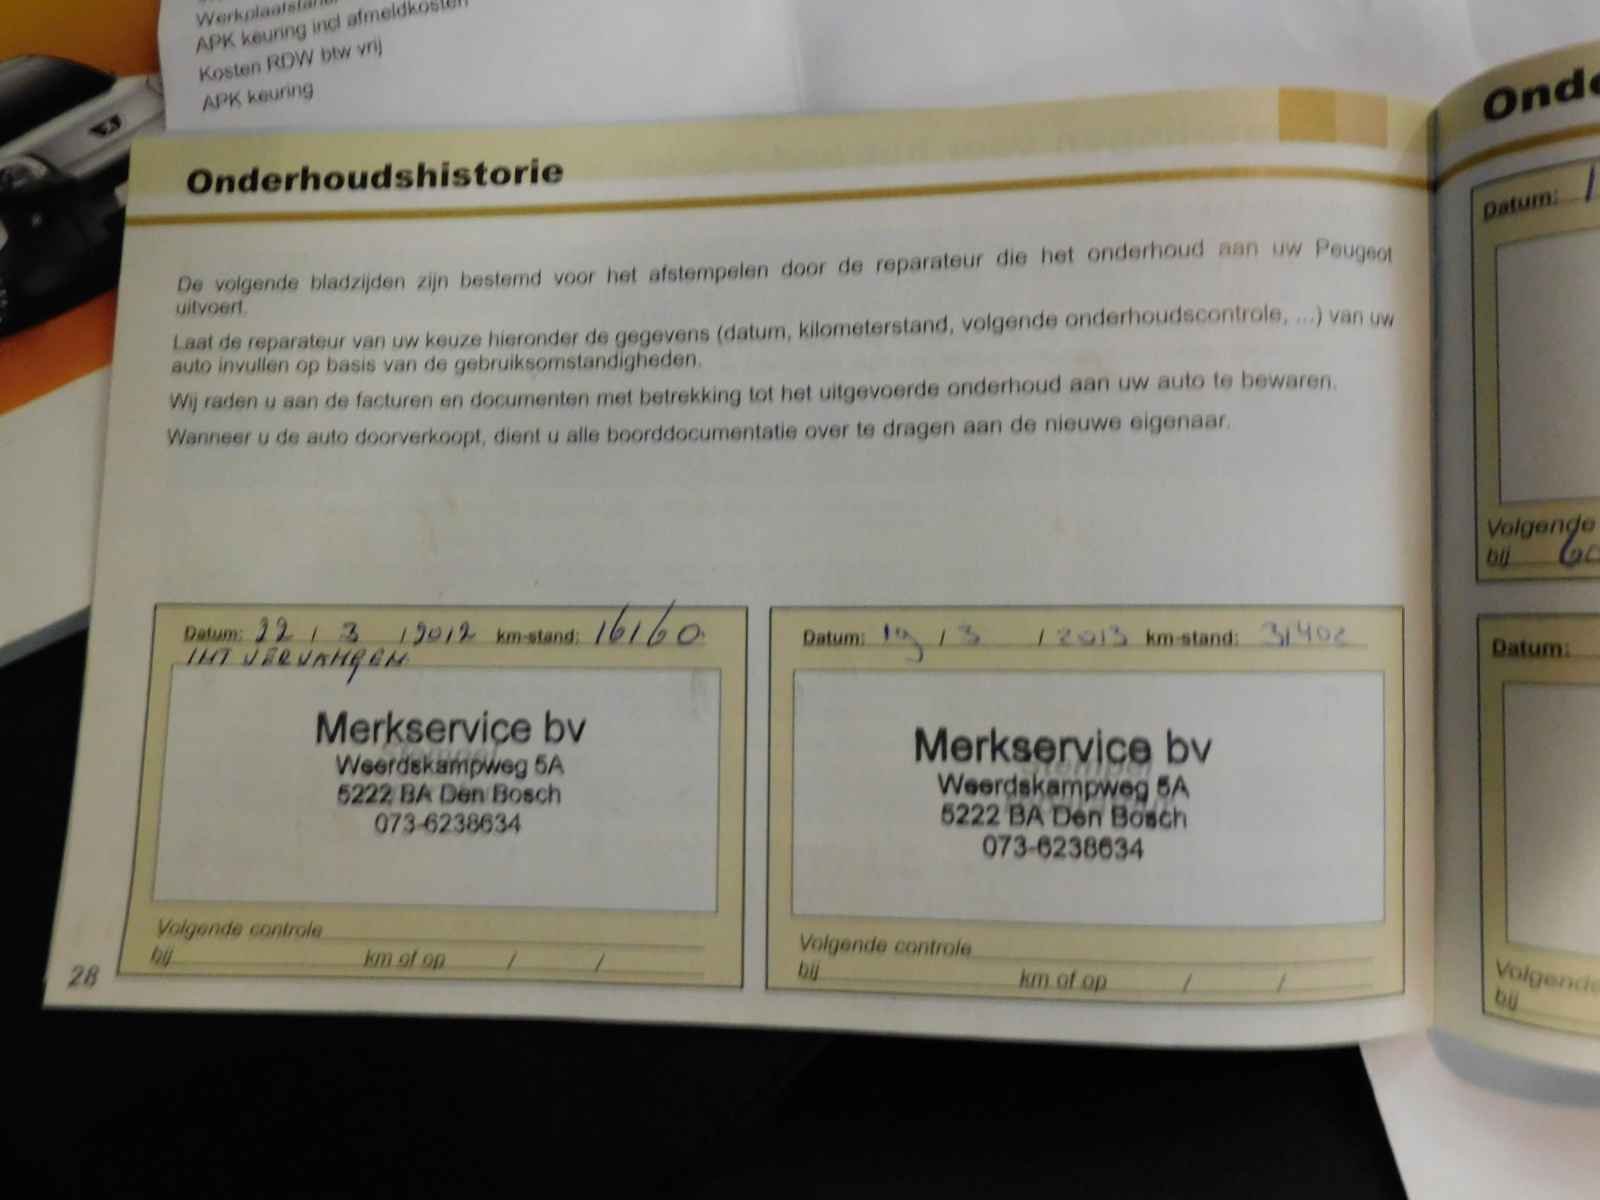 APK keuring incl afmeldkosten
Kosten RDW btw vrij
APK keuring
Onderhoudshistorie
De volgende bladzijden zijn bestemd voor het afstempelen door de reparateur die het onderhoud aan uw Peugeot
uitvoert.
Laat de reparateur van uw keuze hieronder de gegevens (datum, kilometerstand, volgende onderhoudscontrole, ...) van uw
auto invullen op basis van de gebruiksomstandigheden.
Wij raden u aan de facturen en documenten met betrekking tot het uitgevoerde onderhoud aan uw auto te bewaren.
Wanneer u de auto doorverkoopt, dient u alle boorddocumentatie over te dragen aan de nieuwe eigenaar.
Datum: 22 / 3 / 2012 km-stand: 16160
Merkservice bv
Weerdskampweg 5A
5222 BA Den Bosch
073-6238634
Volgende controle
bij km of op / /
28
Datum: 19 / 3 / 2013 km-stand: 31402
Merkservice bv
Weerdskampweg 5A
5222 BA Den Bosch
073-6238634
Volgende controle
bij km of op / /
Datum:
Volgende
bij
Datum:
Volgende
bij